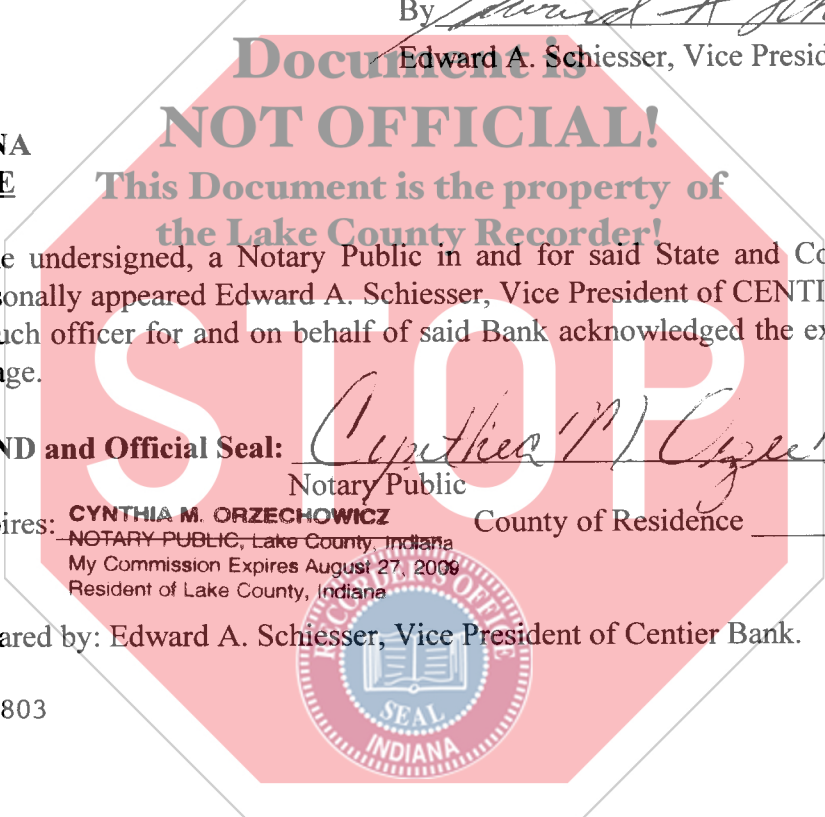 By Edward A. Schi
Edward A. Schiesser, Vice Presid
Document is
NOT OFFICIAL!
This Document is the property of
the Lake County Recorder!
NA
E
e undersigned, a Notary Public in and for said State and Co
sonally appeared Edward A. Schiesser, Vice President of CENTI
uch officer for and on behalf of said Bank acknowledged the ex
age.
ND and Official Seal: Cynthia M. Orzec
Notary Public
ires: CYNTHIA M. ORZECHOWICZ County of Residence
NOTARY PUBLIC, Lake County, Indiana
My Commission Expires August 27, 2009
Resident of Lake County, Indiana
ared by: Edward A. Schiesser, Vice President of Centier Bank.
803
STOP
RECORDER'S OFFICE
SEAL
INDIANA